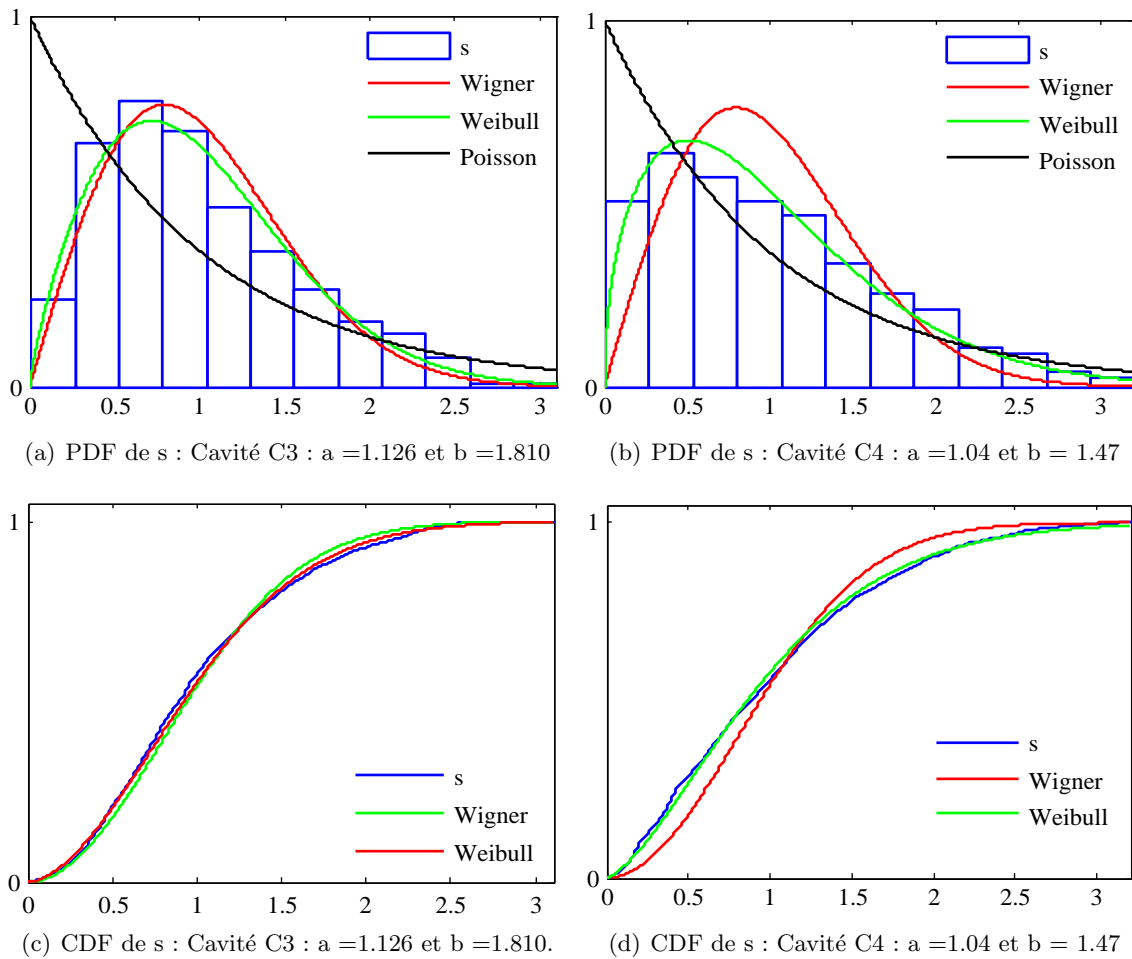 1
s
Wigner
Weibull
Poisson
0
0 0.5 1 1.5 2 2.5 3
(a) PDF de s : Cavité C3 : a =1.126 et b =1.810
1
s
Wigner
Weibull
Poisson
0
0 0.5 1 1.5 2 2.5 3
(b) PDF de s : Cavité C4 : a =1.04 et b = 1.47
1
s
Wigner
Weibull
0
0 0.5 1 1.5 2 2.5 3
(c) CDF de s : Cavité C3 : a =1.126 et b =1.810.
1
s
Wigner
Weibull
0
0 0.5 1 1.5 2 2.5 3
(d) CDF de s : Cavité C4 : a =1.04 et b = 1.47